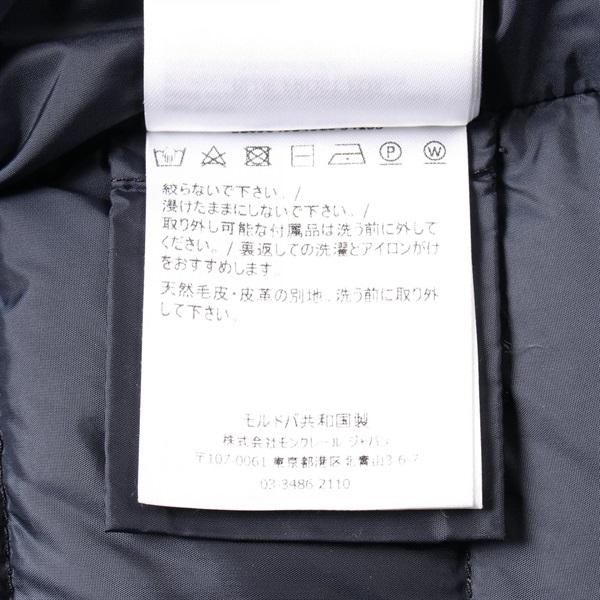 P W
絞らないで下さい。/
浸けたままにしないで下さい。/
取り外し可能な付属品は洗う前に外して
ください。/ 裏返しての洗濯とアイロンがけ
をおすすめします。
天然毛皮・皮革の別地。洗う前に取り外
して下さい。
モルドバ共和国製
株式会社モンクレール ジャパン
〒107-0061 東京都港区北青山3-6-7
03-3486 2110